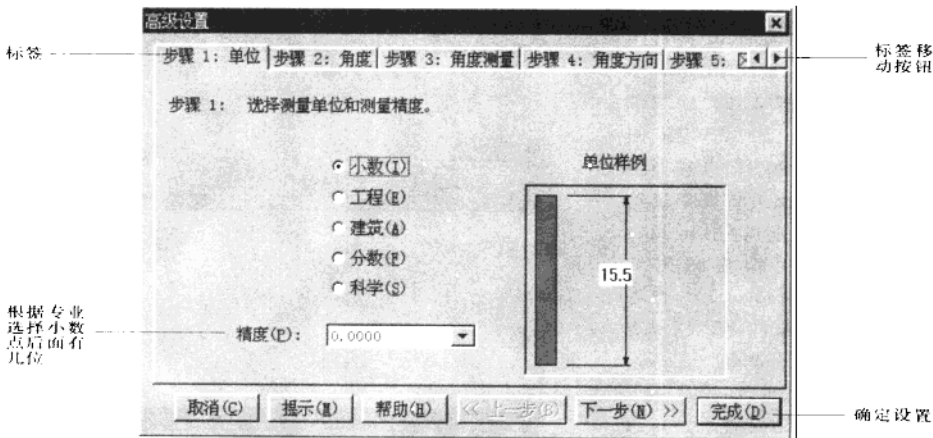 高级设置
标签
步骤 1: 单位 步骤 2: 角度 步骤 3: 角度测量 步骤 4: 角度方向 步骤 5:
标签移
动按钮
步骤 1: 选择测量单位和测量精度。
小数(I)
工程(E)
建筑(A)
分数(F)
科学(S)
单位样例
15.5
根据专业
选择小数
点后面有
几位
精度(P): 0.0000
取消(C) 提示(N) 帮助(H) << 上一步(B) 下一步(N) >> 完成(D)
确定设置